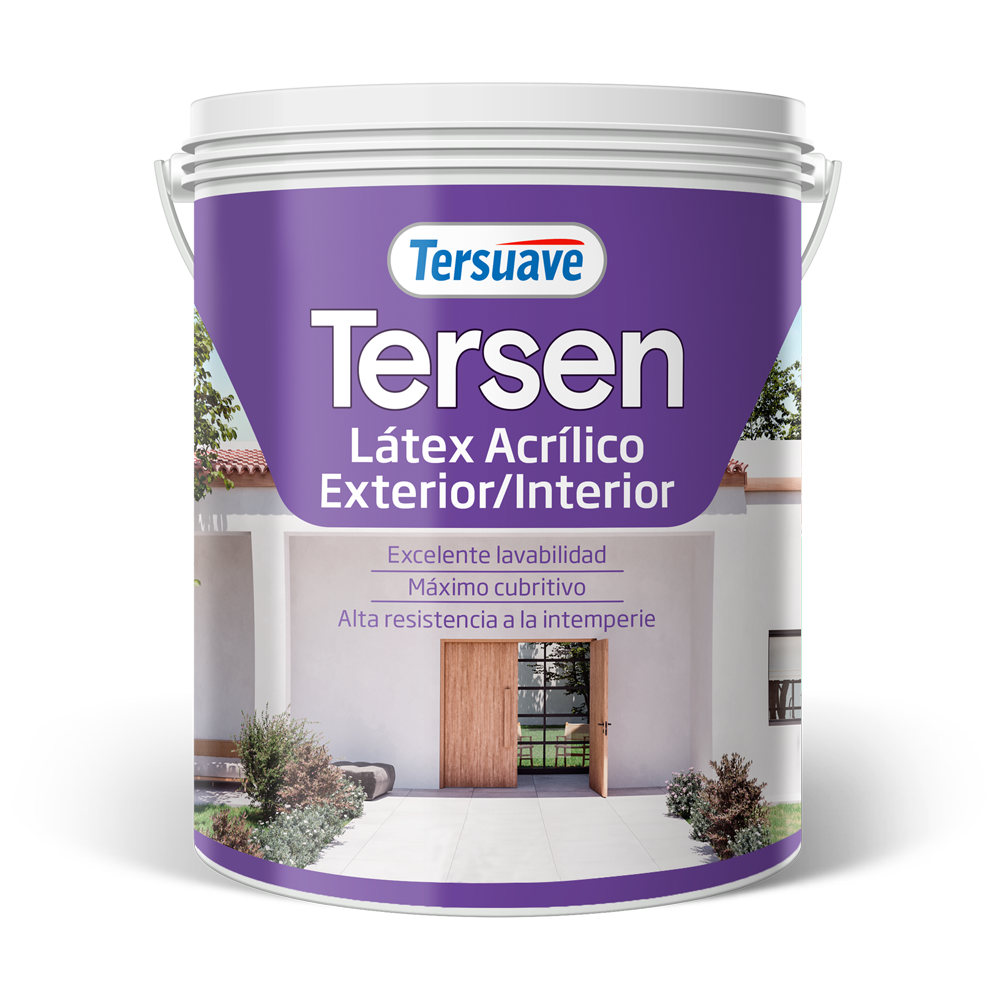 Tersuave
Tersen
Látex Acrílico
Exterior/Interior
Excelente lavabilidad
Máximo cubritivo
Alta resistencia a la intemperie